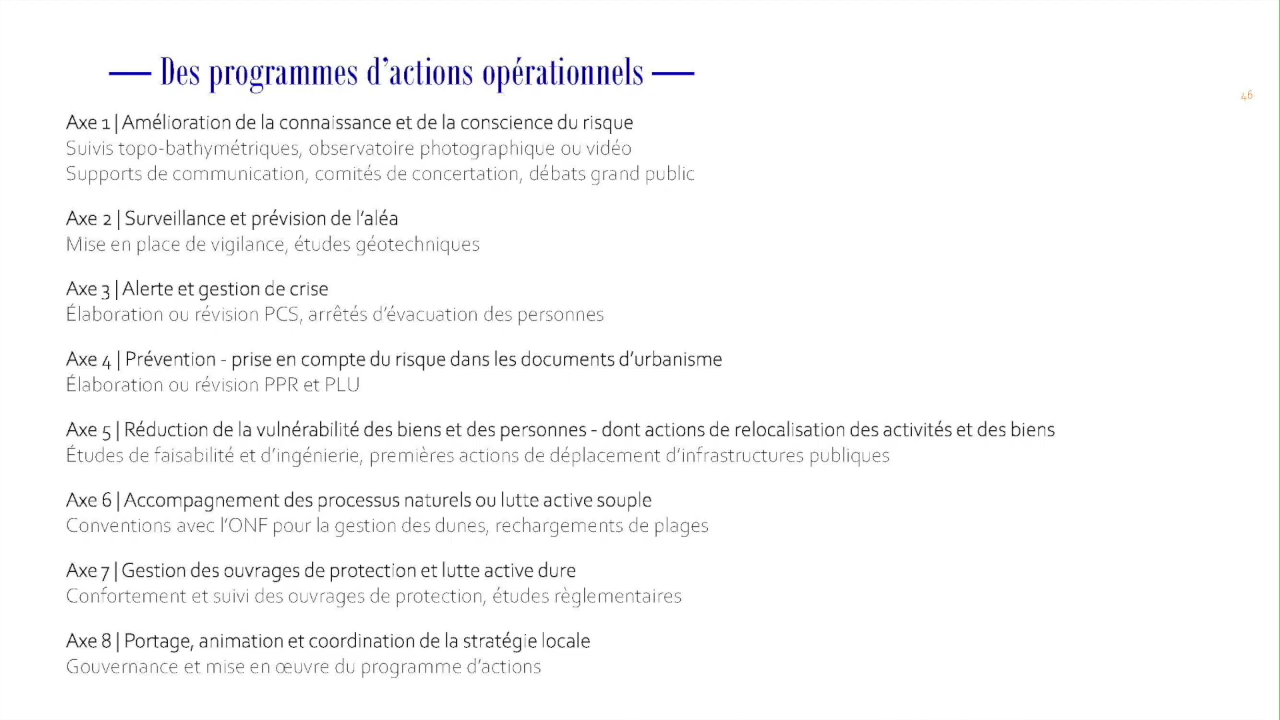 — Des programmes d'actions opérationnels —
46
Axe 1 | Amélioration de la connaissance et de la conscience du risque
Suivis topo-bathymétriques, observatoire photographique ou vidéo
Supports de communication, comités de concertation, débats grand public
Axe 2 | Surveillance et prévision de l'aléa
Mise en place de vigilance, études géotechniques
Axe 3 | Alerte et gestion de crise
Élaboration ou révision PCS, arrêtés d'évacuation des personnes
Axe 4 | Prévention - prise en compte du risque dans les documents d'urbanisme
Élaboration ou révision PPR et PLU
Axe 5 | Réduction de la vulnérabilité des biens et des personnes - dont actions de relocalisation des activités et des biens
Études de faisabilité et d'ingénierie, premières actions de déplacement d'infrastructures publiques
Axe 6 | Accompagnement des processus naturels ou lutte active souple
Conventions avec l'ONF pour la gestion des dunes, rechargements de plages
Axe 7 | Gestion des ouvrages de protection et lutte active dure
Confortement et suivi des ouvrages de protection, études règlementaires
Axe 8 | Portage, animation et coordination de la stratégie locale
Gouvernance et mise en œuvre du programme d'actions